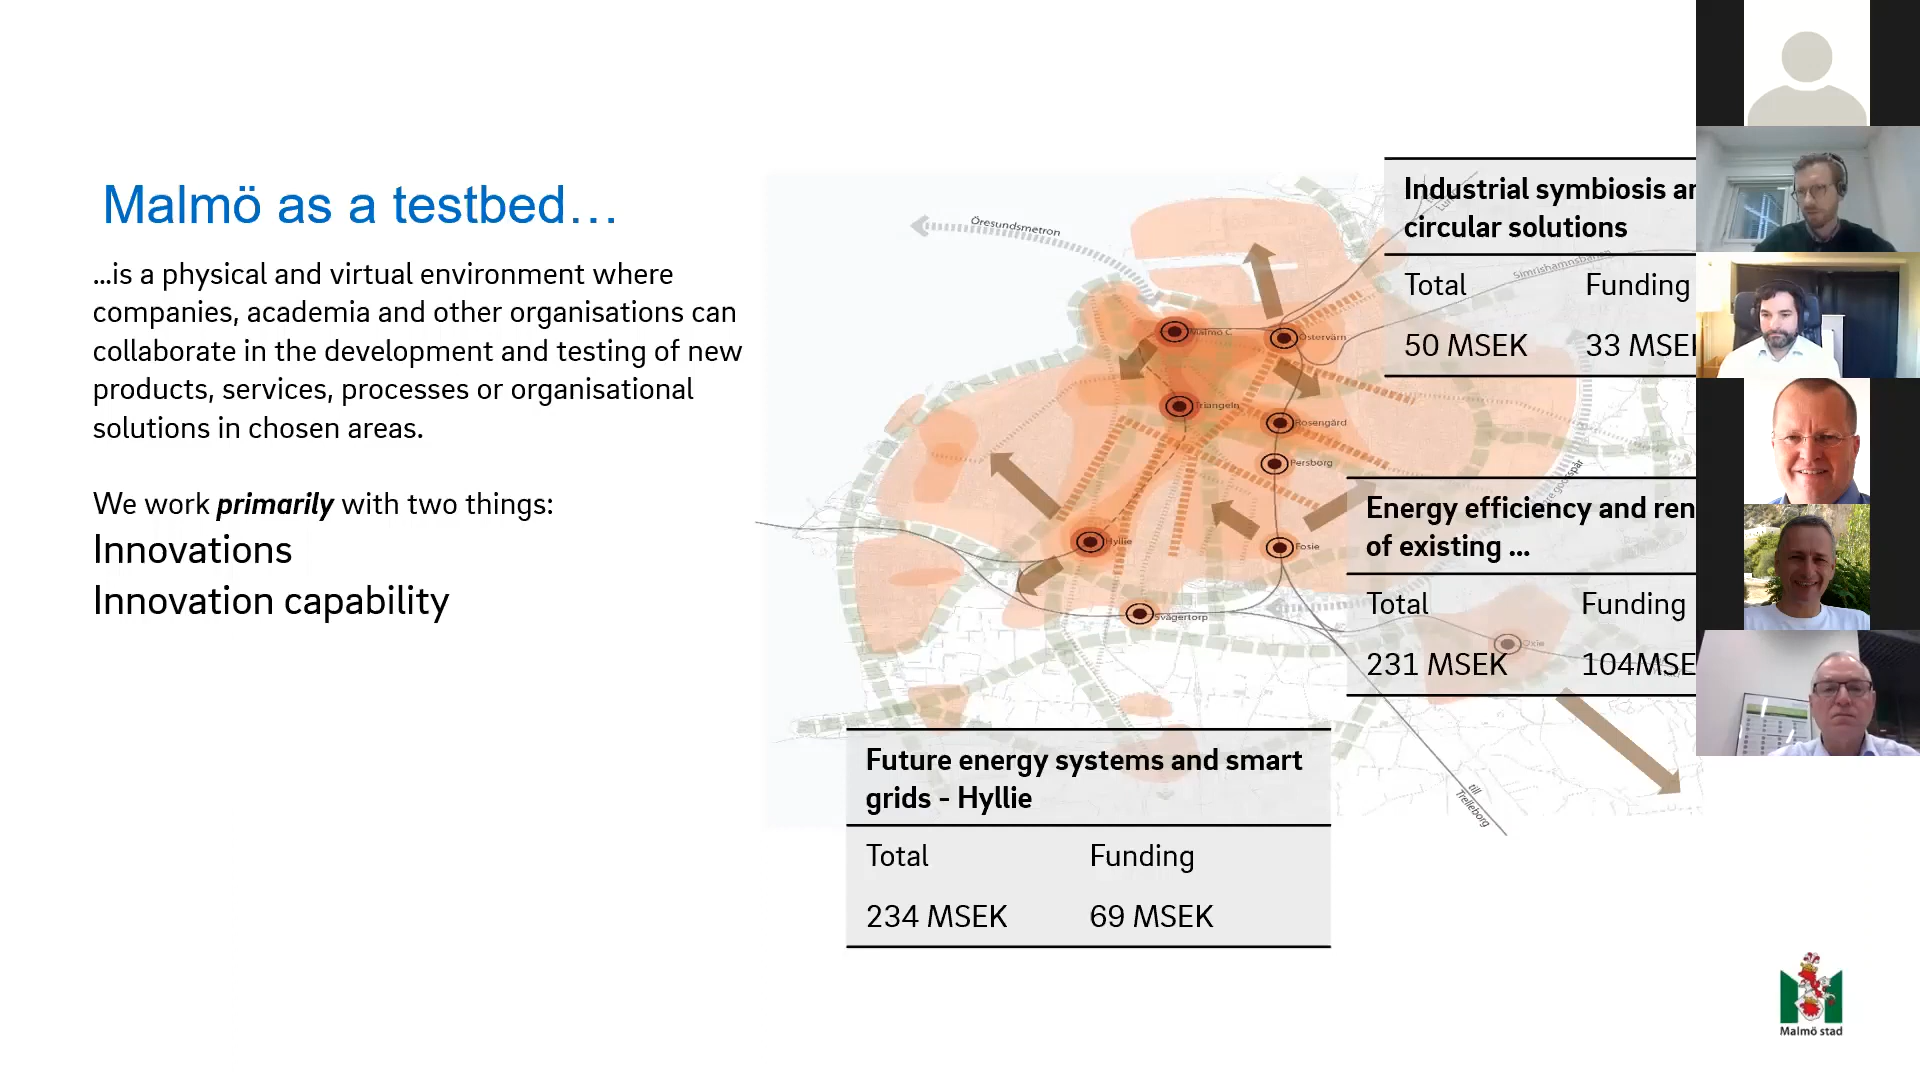 Malmö as a testbed…
...is a physical and virtual environment where
companies, academia and other organisations can
collaborate in the development and testing of new
products, services, processes or organisational
solutions in chosen areas.
We work primarily with two things:
Innovations
Innovation capability
Öresundsmetron
Malmö C
Östervärn
Triangeln
Rosengård
Persborg
Hyllie
Fosie
Svågertorp
Oxie
Simrishamnsbanan
till
Trelleborg
Industrial symbiosis
circular solutions
Total Funding
50 MSEK 33
Energy efficiency and
of existing ...
Total Funding
231 MSEK
Future energy systems and smart
grids - Hyllie
Total Funding
234 MSEK 69 MSEK
Malmö stad